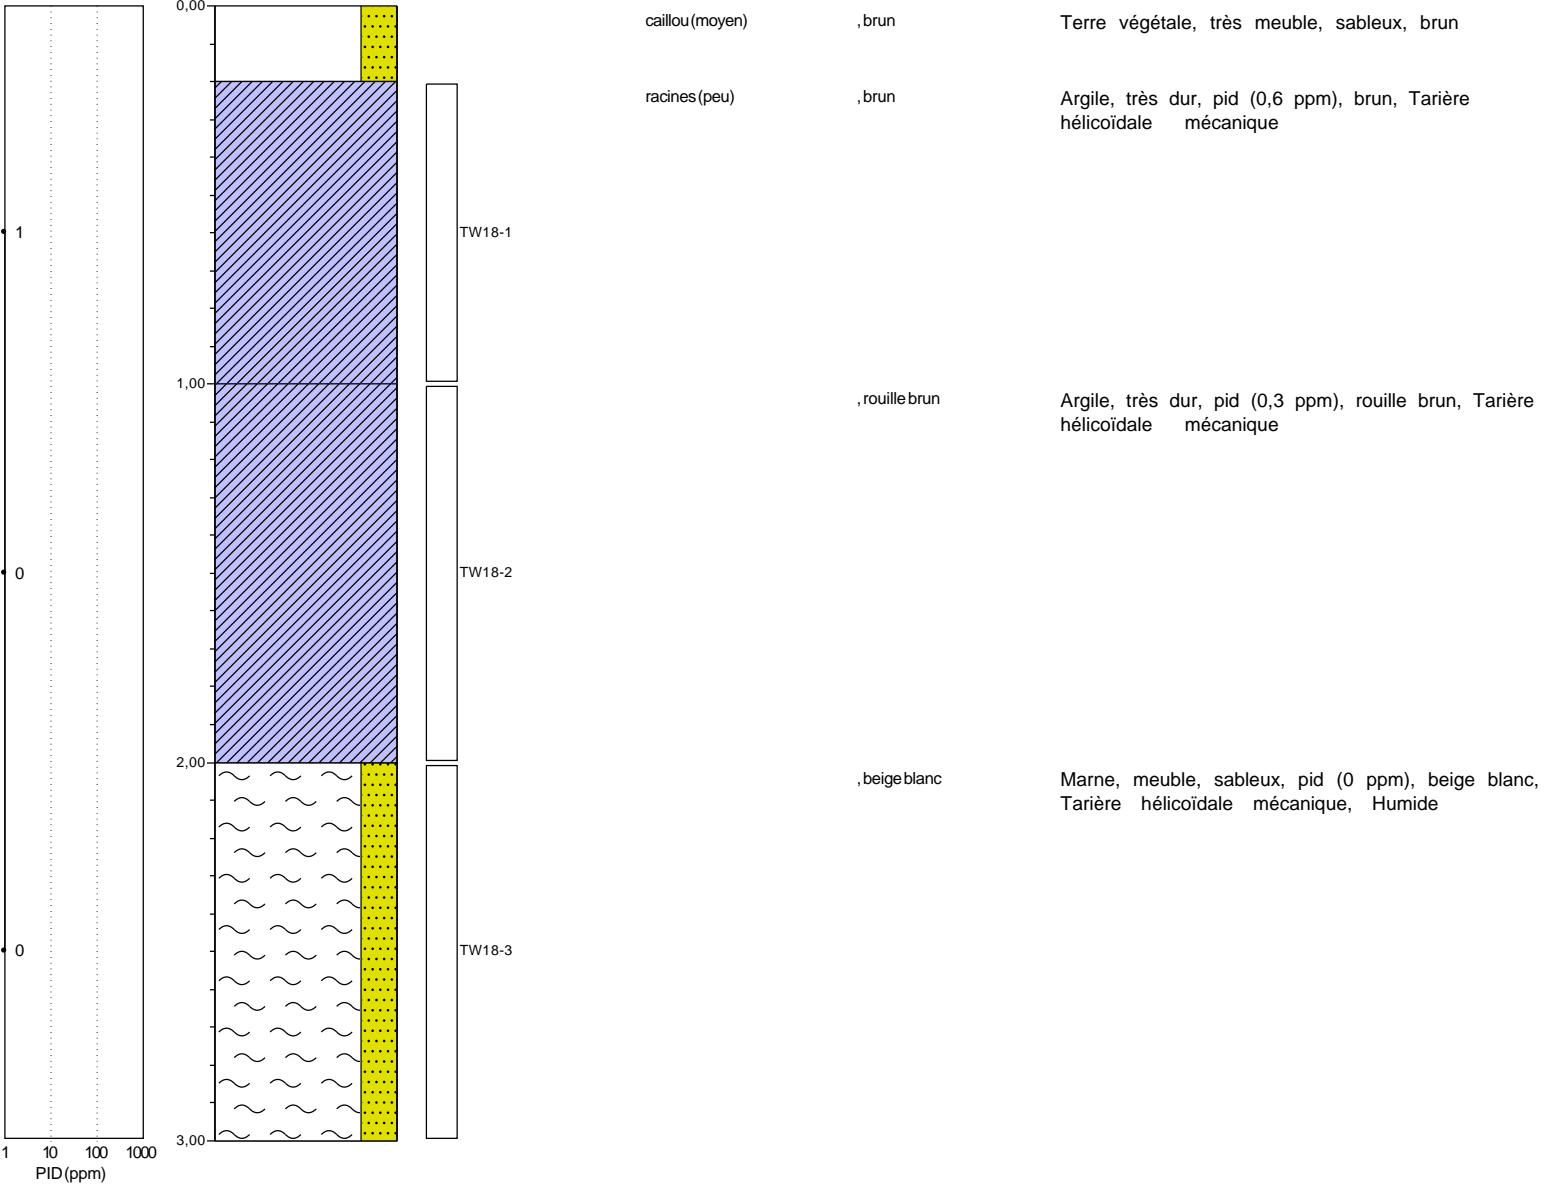 0,00
caillou (moyen) , brun Terre végétale, très meuble, sableux, brun
racines (peu) , brun Argile, très dur, pid (0,6 ppm), brun, Tarière
hélicoïdale mécanique
1 TW18-1
1,00
, rouille brun Argile, très dur, pid (0,3 ppm), rouille brun, Tarière
hélicoïdale mécanique
0 TW18-2
2,00
, beige blanc Marne, meuble, sableux, pid (0 ppm), beige blanc,
Tarière hélicoïdale mécanique, Humide
0 TW18-3
3,00
1 10 100 1000
PID (ppm)